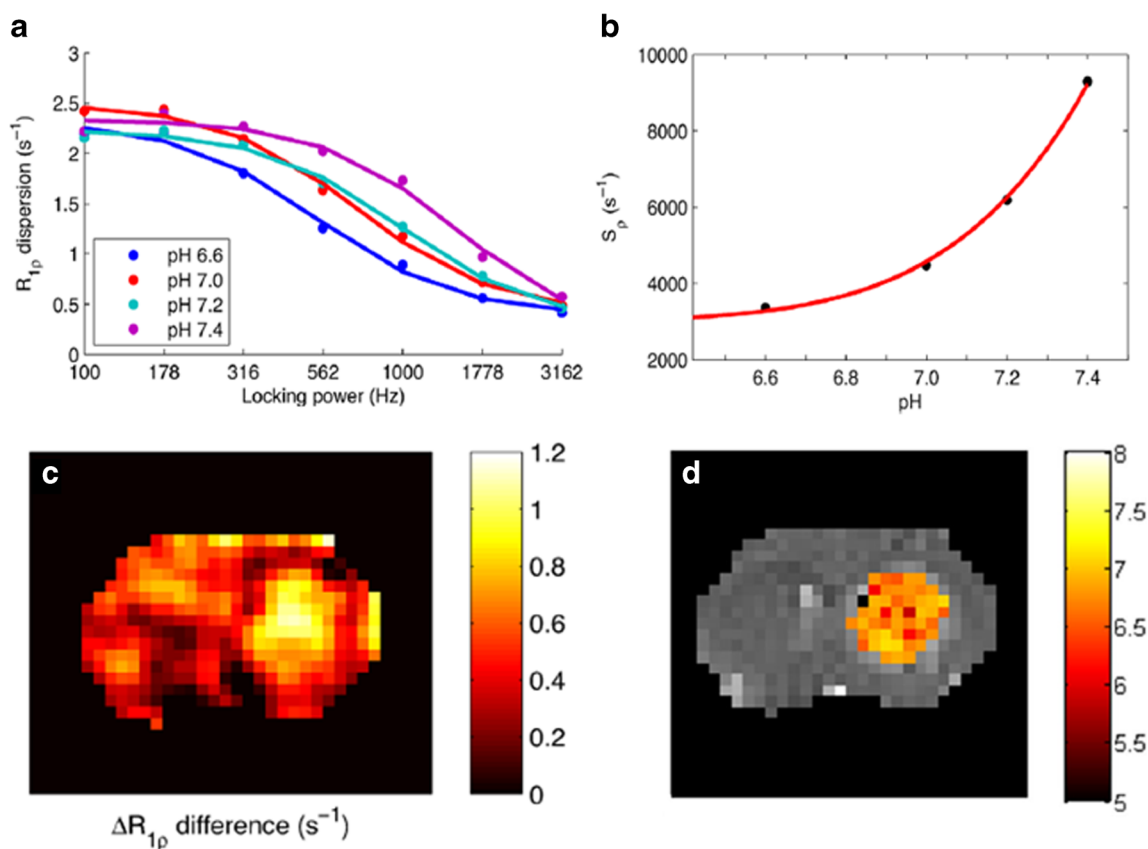 a
3
2.5
2
1.5
1
0.5
0
R1ρ dispersion (s⁻¹)
pH 6.6
pH 7.0
pH 7.2
pH 7.4
100 178 316 562 1000 1778 3162
Locking power (Hz)
b
10000
8000
6000
4000
2000
Sρ (s⁻¹)
6.6 6.8 7.0 7.2 7.4
pH
c
1.2
1
0.8
0.6
0.4
0.2
0
ΔR1ρ difference (s⁻¹)
d
8
7.5
7
6.5
6
5.5
5